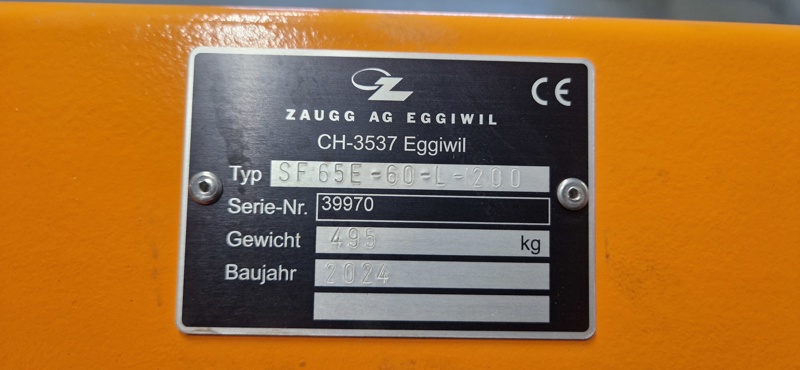 Z
CE
ZAUGG AG EGGIWIL
CH-3537 Eggiwil
Typ SF65E-60-L-200
Serie-Nr. 39970
Gewicht 495 kg
Baujahr 2024